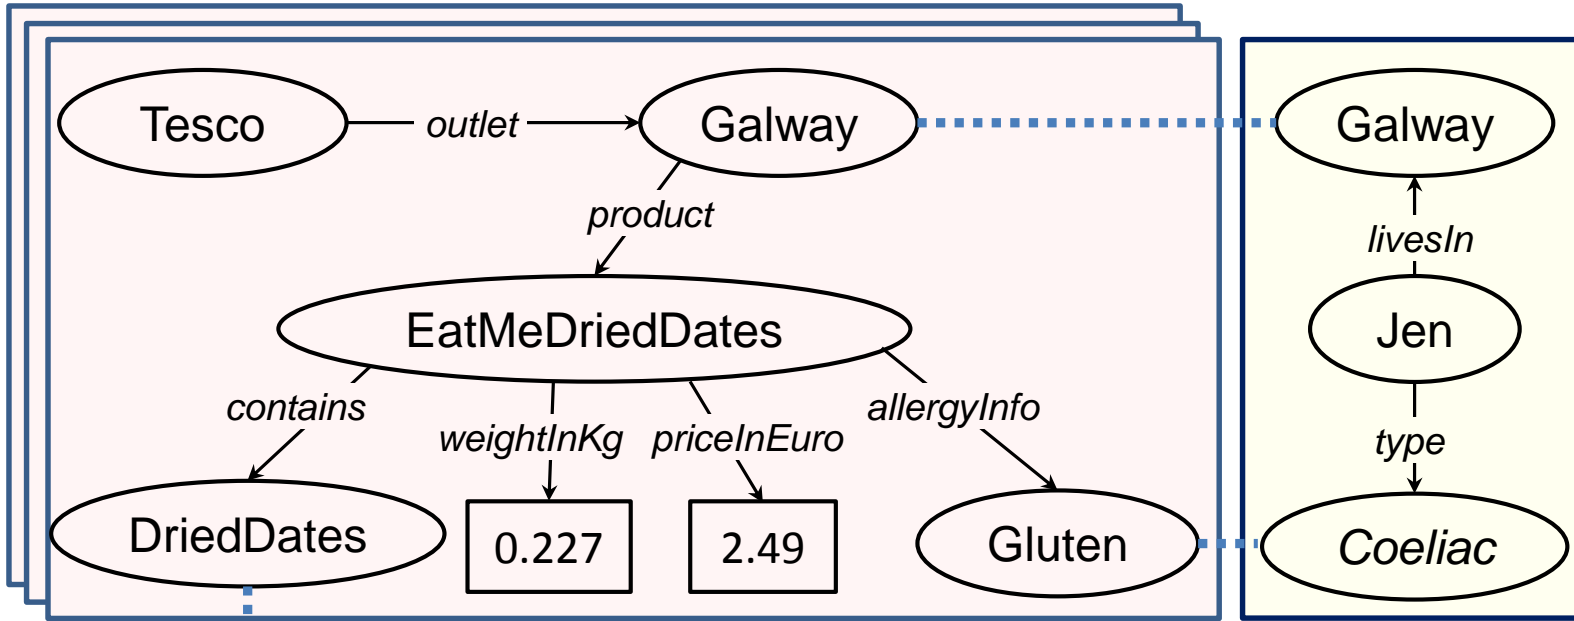 Tesco
outlet
Galway
Galway
product
livesIn
EatMeDriedDates
Jen
contains
weightInKg
priceInEuro
allergyInfo
type
DriedDates
0.227
2.49
Gluten
Coeliac